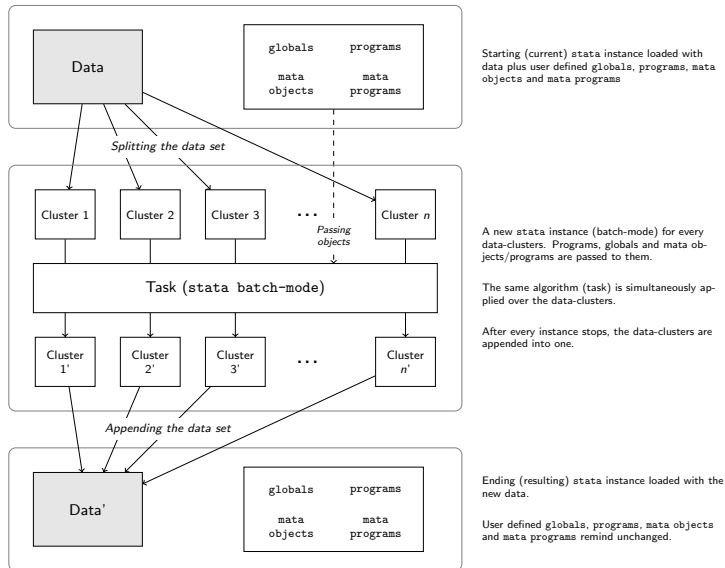 Data
globals programs
mata mata
objects programs
Starting (current) stata instance loaded with
data plus user defined globals, programs, mata
objects and mata programs
Splitting the data set
Cluster 1 Cluster 2 Cluster 3 ... Cluster n
Passing
objects
Task (stata batch-mode)
Cluster Cluster Cluster ... Cluster
1' 2' 3' n'
A new stata instance (batch-mode) for every
data-clusters. Programs, globals and mata ob-
jects/programs are passed to them.
The same algorithm (task) is simultaneously ap-
plied over the data-clusters.
After every instance stops, the data-clusters are
appended into one.
Appending the data set
Data'
globals programs
mata mata
objects programs
Ending (resulting) stata instance loaded with the
new data.
User defined globals, programs, mata objects
and mata programs remind unchanged.